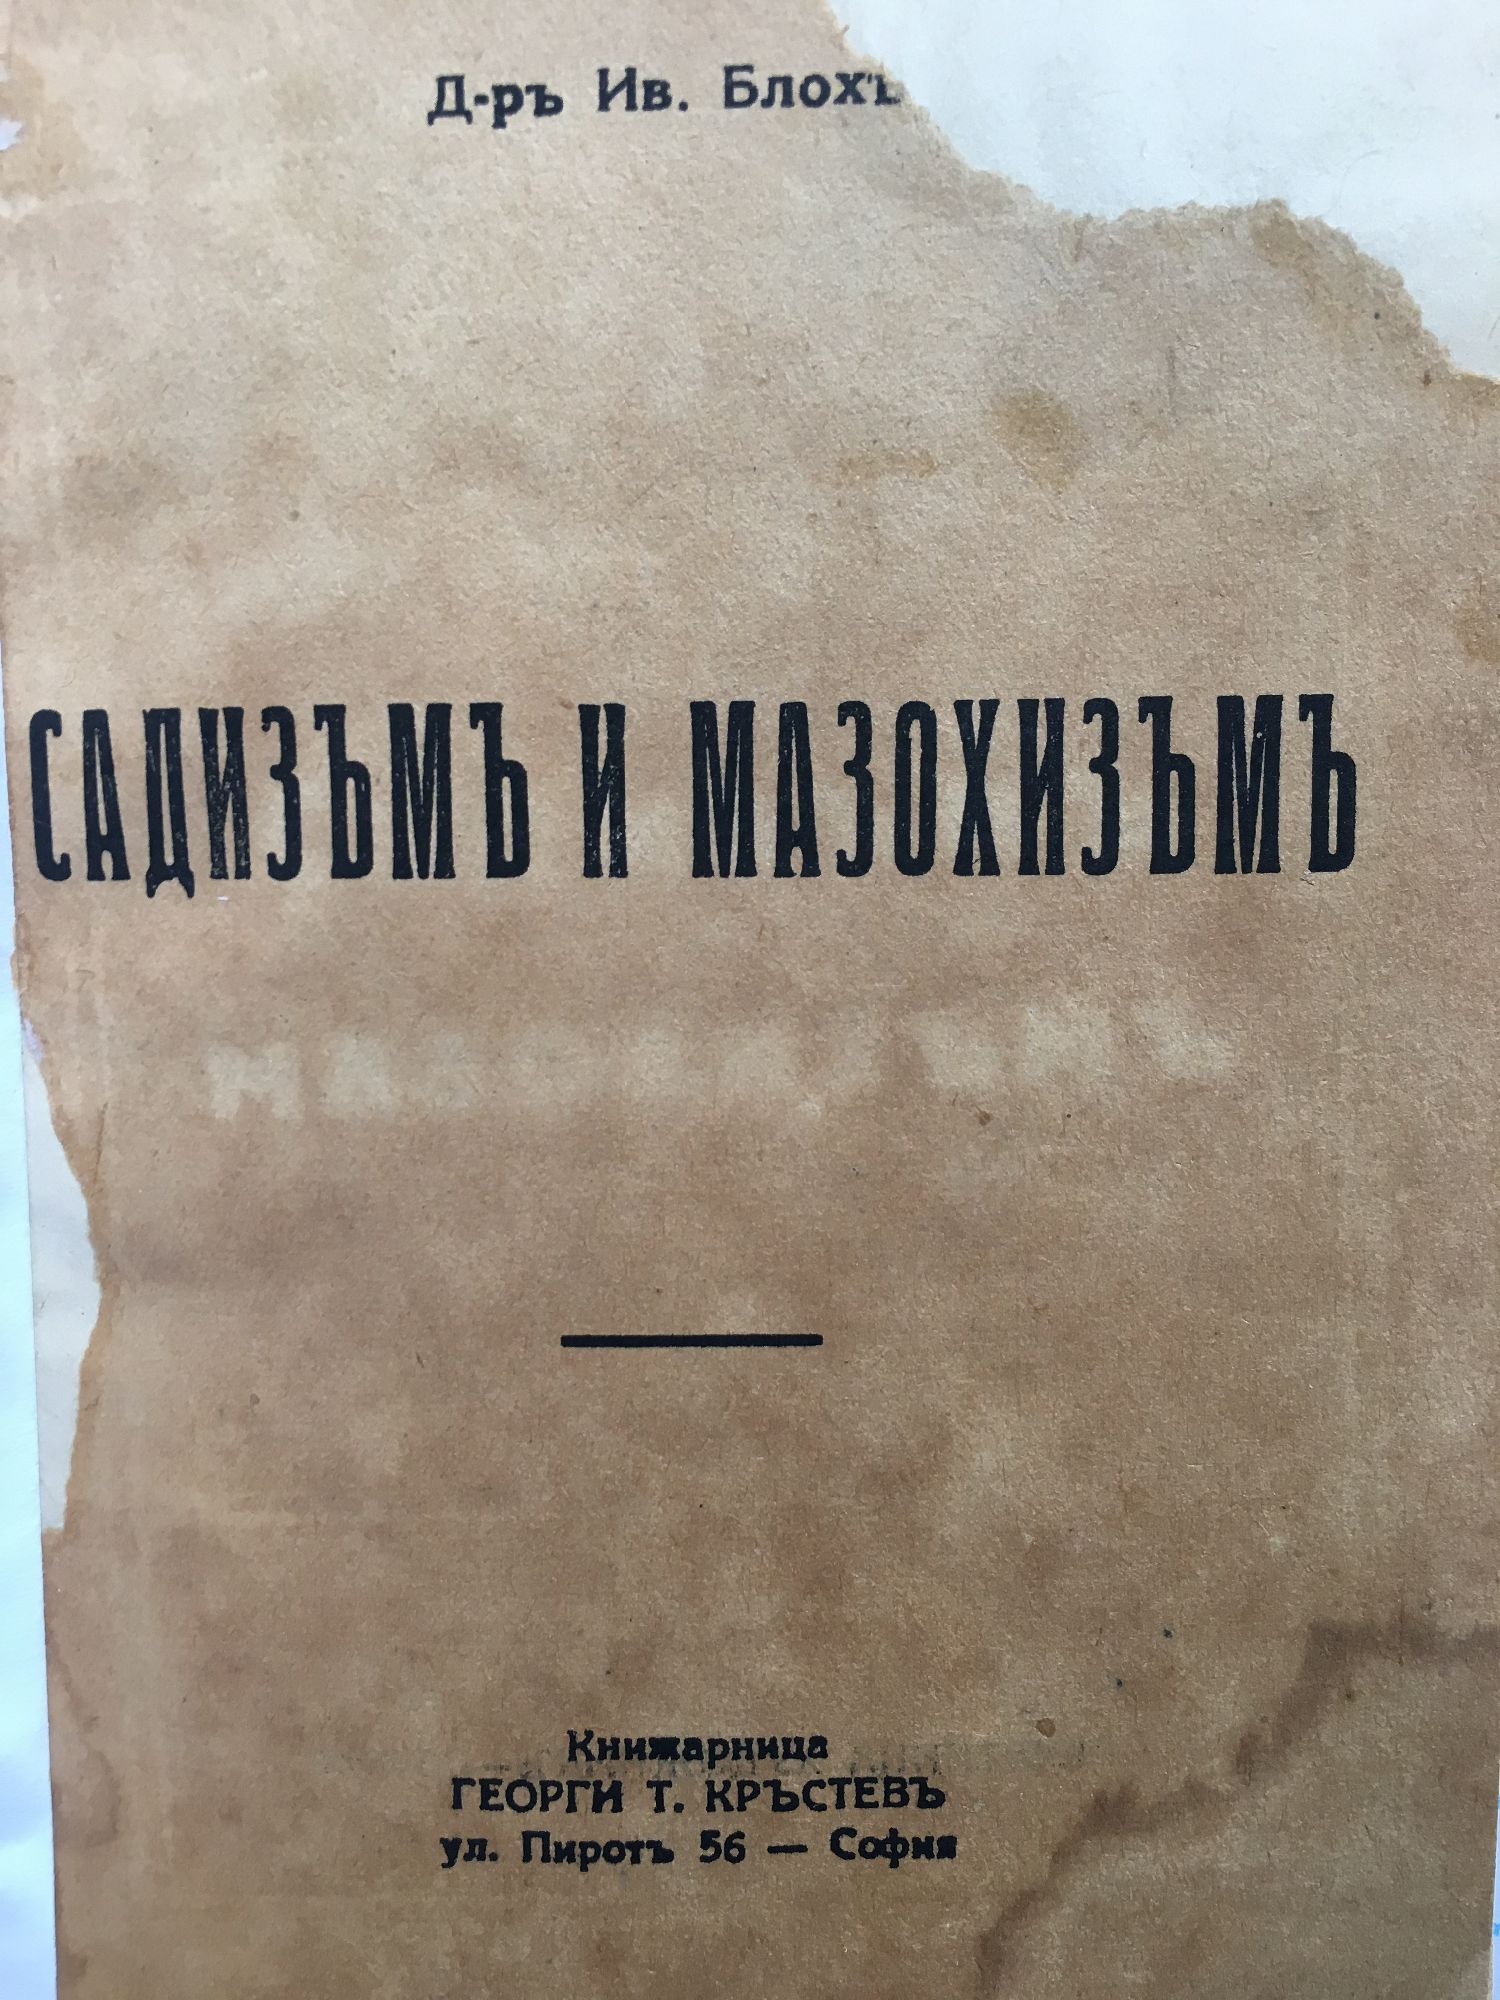 Д-ръ Ив. Блохъ
САДИЗЪМЪ И МАЗОХИЗЪМЪ
Книжарница
ГЕОРГИ Т. КРЪСТЕВЪ
ул. Пиротъ 56 — София